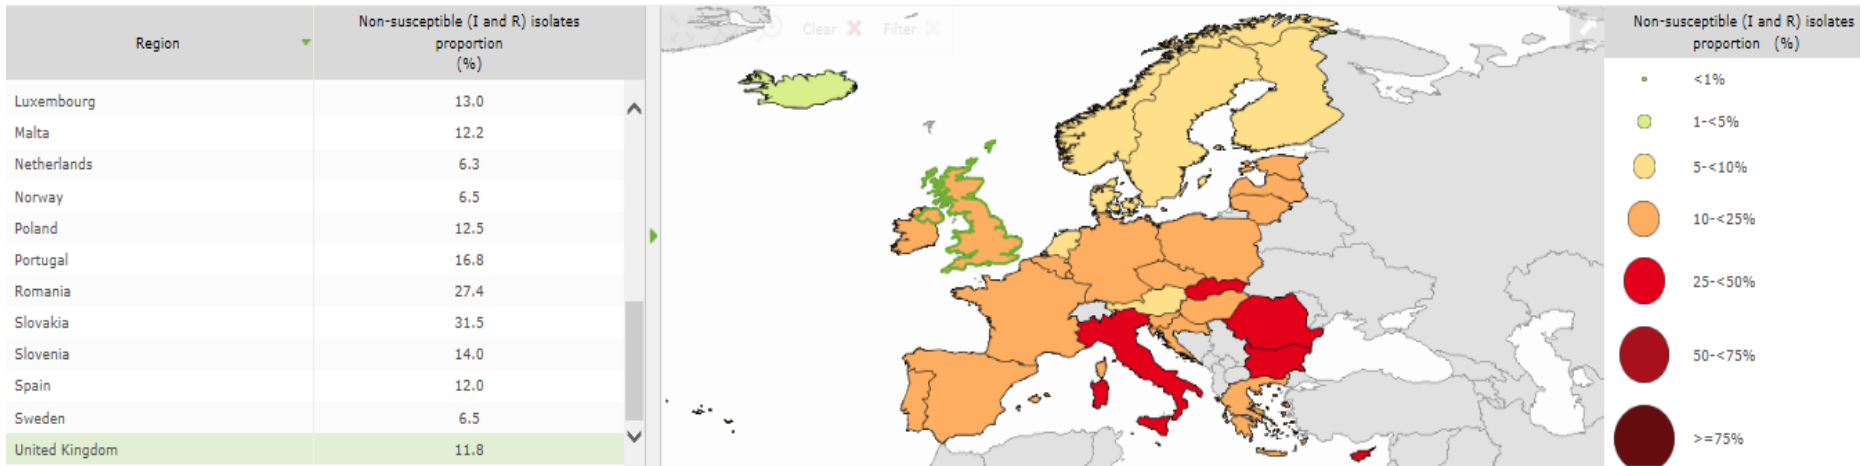 Region
Non-susceptible (I and R) isolates
proportion
(%)
Luxembourg 13.0
Malta 12.2
Netherlands 6.3
Norway 6.5
Poland 12.5
Portugal 16.8
Romania 27.4
Slovakia 31.5
Slovenia 14.0
Spain 12.0
Sweden 6.5
United Kingdom 11.8
Clear Filter
Non-susceptible (I and R) isolates
proportion (%)
<1%
1-<5%
5-<10%
10-<25%
25-<50%
50-<75%
>=75%